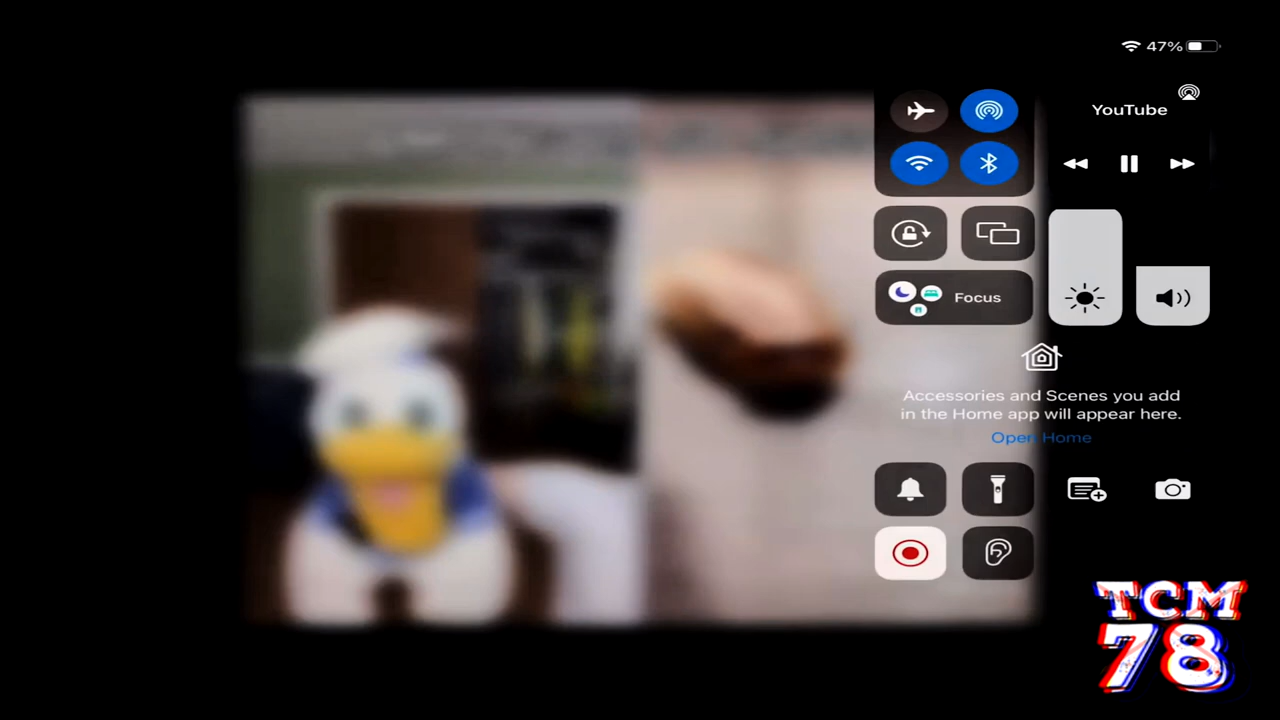 47%
YouTube
Focus
Accessories and Scenes you add
in the Home app will appear here.
Open Home
TCM
78